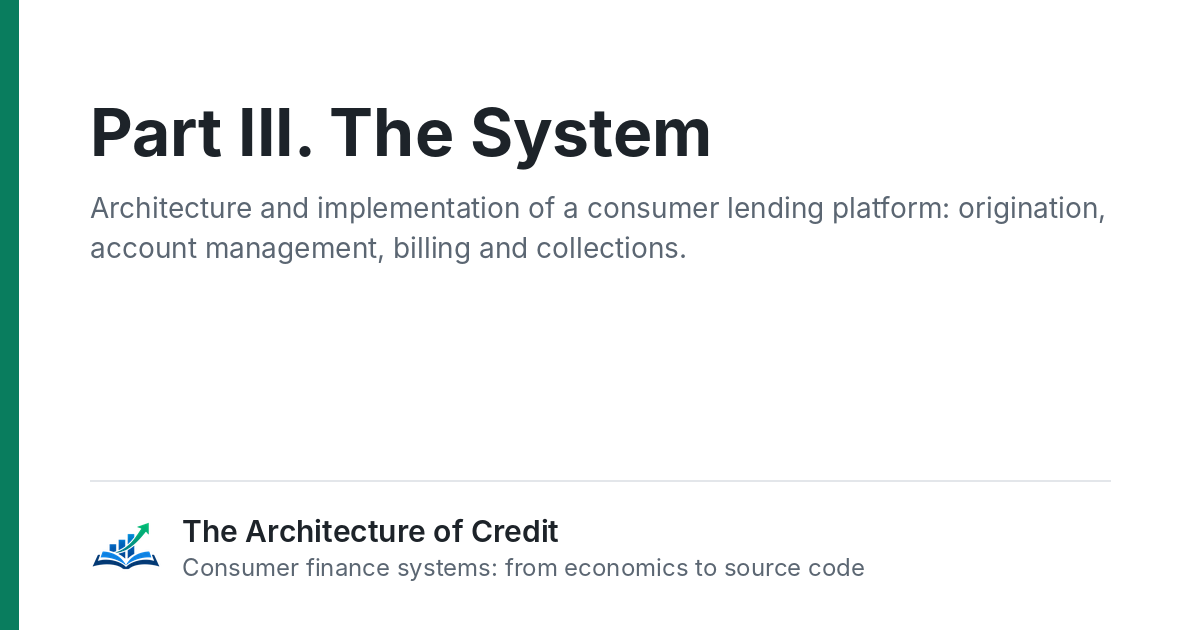 Part III. The System
Architecture and implementation of a consumer lending platform: origination,
account management, billing and collections.
The Architecture of Credit
Consumer finance systems: from economics to source code